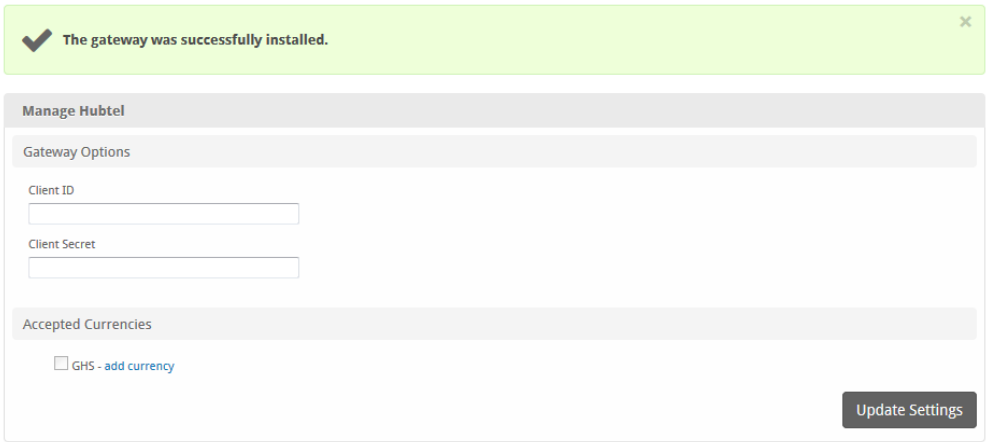 The gateway was successfully installed.
×
Manage Hubtel
Gateway Options
Client ID
Client Secret
Accepted Currencies
GHS - add currency
Update Settings